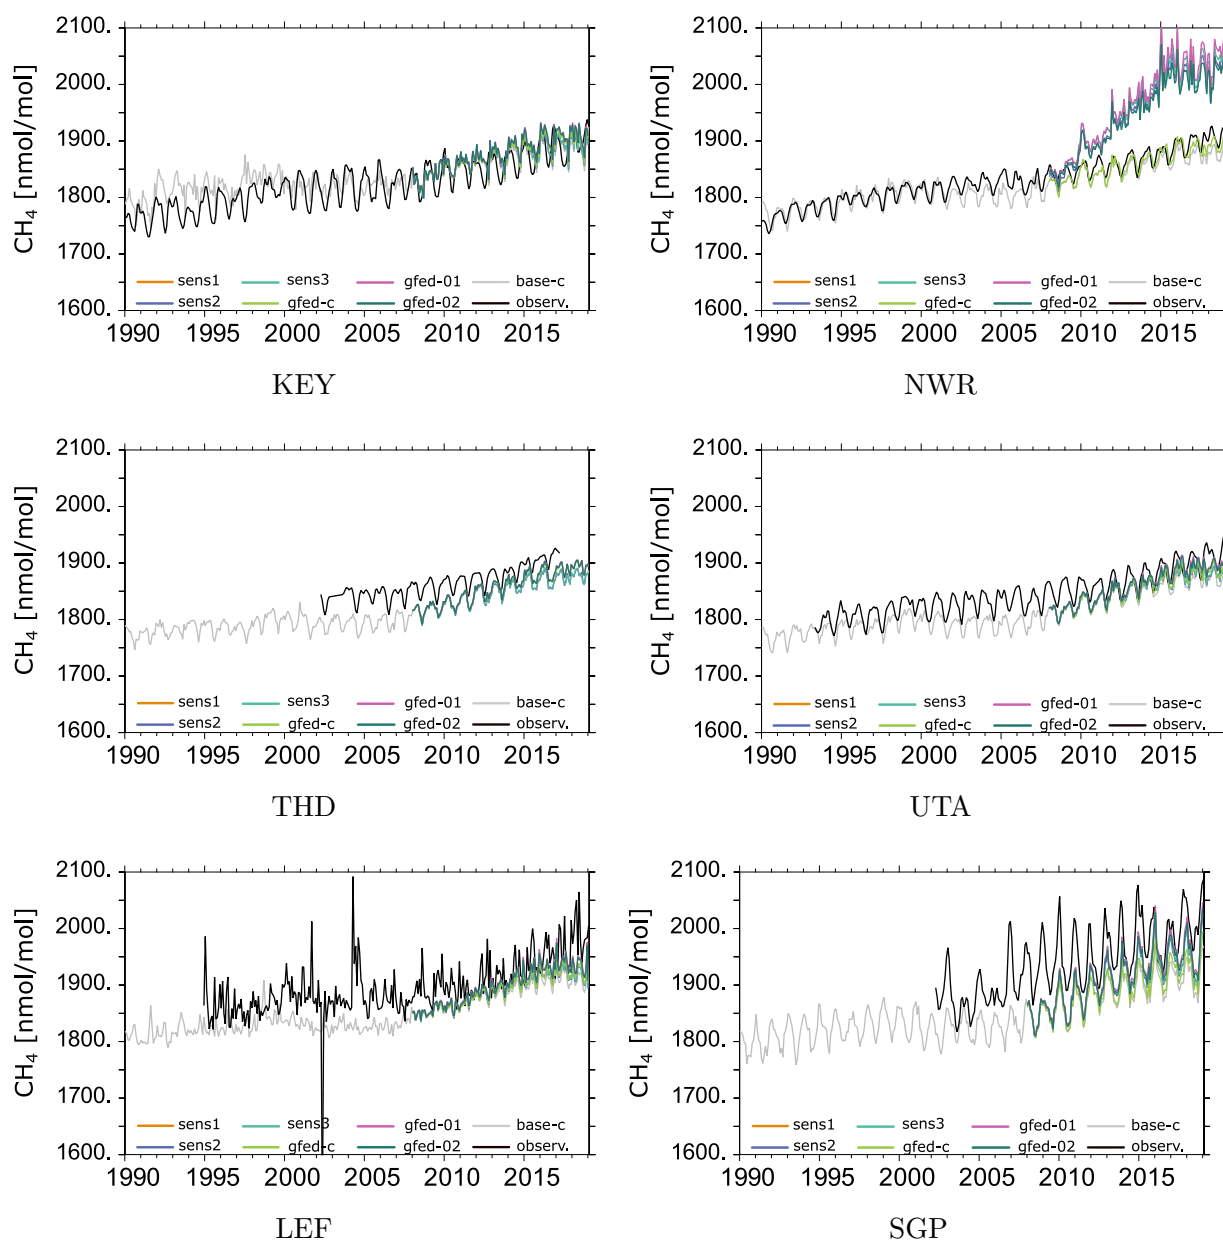 2100. 2100.
2000. 2000.
1900. 1900.
1800. 1800.
1700. 1700.
1600. 1600.
CH4 [nmol/mol] CH4 [nmol/mol]
sens1 sens3 gfed-01 base-c sens1 sens3 gfed-01 base-c
sens2 gfed-c gfed-02 observ. sens2 gfed-c gfed-02 observ.
1990 1995 2000 2005 2010 2015 1990 1995 2000 2005 2010 2015
KEY NWR
2100. 2100.
2000. 2000.
1900. 1900.
1800. 1800.
1700. 1700.
1600. 1600.
CH4 [nmol/mol] CH4 [nmol/mol]
sens1 sens3 gfed-01 base-c sens1 sens3 gfed-01 base-c
sens2 gfed-c gfed-02 observ. sens2 gfed-c gfed-02 observ.
1990 1995 2000 2005 2010 2015 1990 1995 2000 2005 2010 2015
THD UTA
2100. 2100.
2000. 2000.
1900. 1900.
1800. 1800.
1700. 1700.
1600. 1600.
CH4 [nmol/mol] CH4 [nmol/mol]
sens1 sens3 gfed-01 base-c sens1 sens3 gfed-01 base-c
sens2 gfed-c gfed-02 observ. sens2 gfed-c gfed-02 observ.
1990 1995 2000 2005 2010 2015 1990 1995 2000 2005 2010 2015
LEF SGP